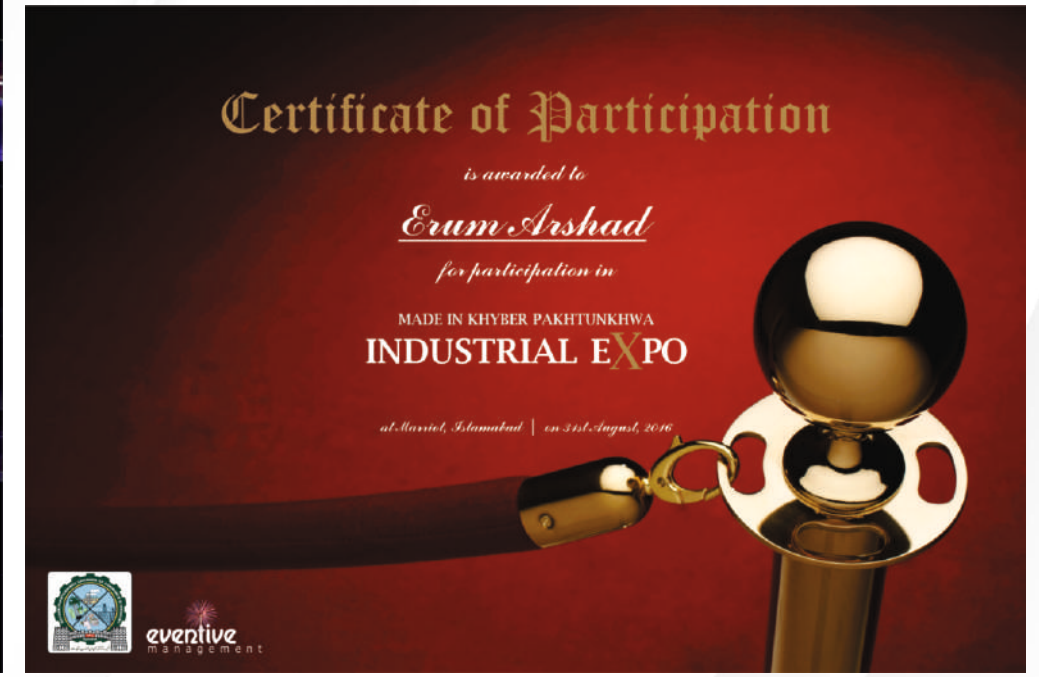 Certificate of Participation
is awarded to
Erum Arshad
for participation in
MADE IN KHYBER PAKHTUNKHWA
INDUSTRIAL EXPO
at Marriot, Islamabad | on 31st August, 2016
eventive
management